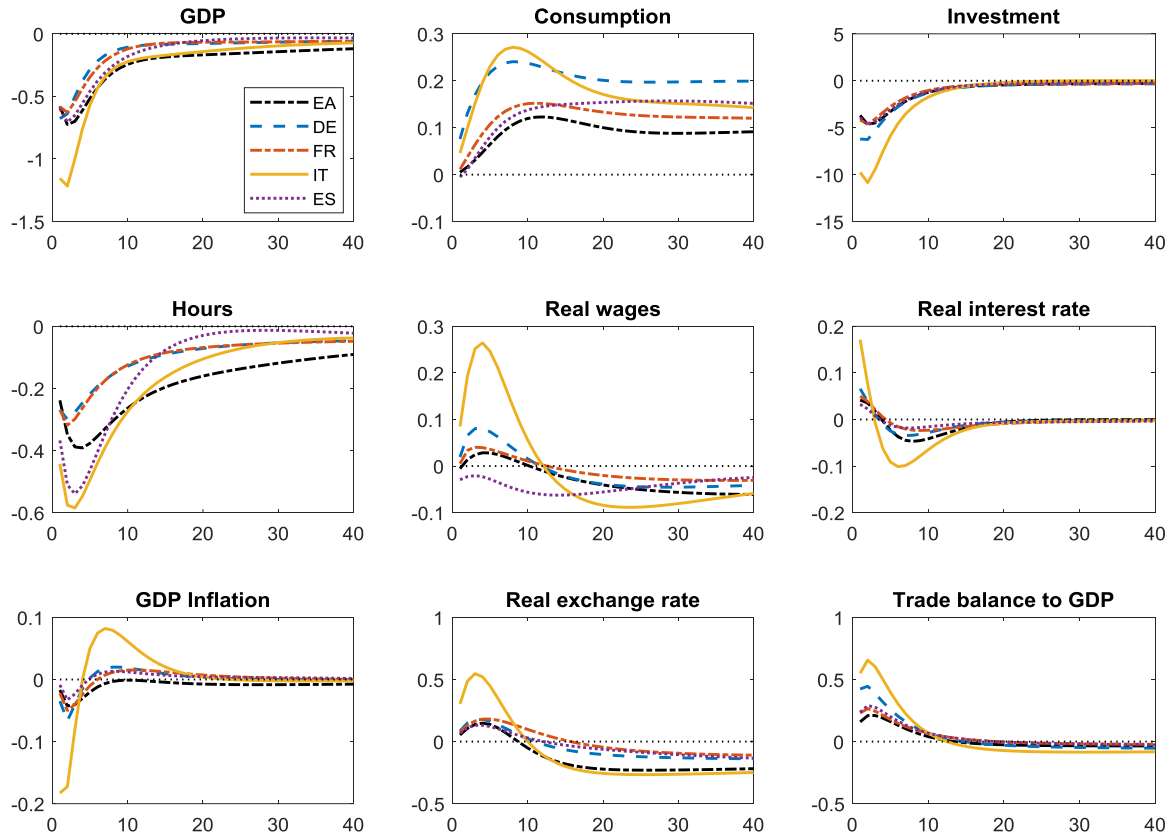 GDP
0
-0.5
-1
-1.5
0 10 20 30 40
EA
DE
FR
IT
ES
Consumption
0.3
0.2
0.1
0
-0.1
0 10 20 30 40
Investment
5
0
-5
-10
-15
0 10 20 30 40
Hours
0
-0.2
-0.4
-0.6
0 10 20 30 40
Real wages
0.3
0.2
0.1
0
-0.1
0 10 20 30 40
Real interest rate
0.2
0.1
0
-0.1
-0.2
0 10 20 30 40
GDP Inflation
0.1
0
-0.1
-0.2
0 10 20 30 40
Real exchange rate
1
0.5
0
-0.5
0 10 20 30 40
Trade balance to GDP
1
0.5
0
-0.5
0 10 20 30 40